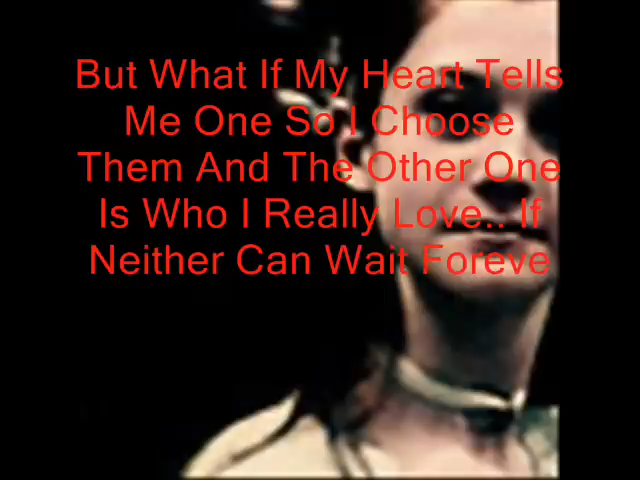 But What If My Heart Tells
Me One So I Choose
Them And The Other One
Is Who I Really Love.. If
Neither Can Wait Foreve